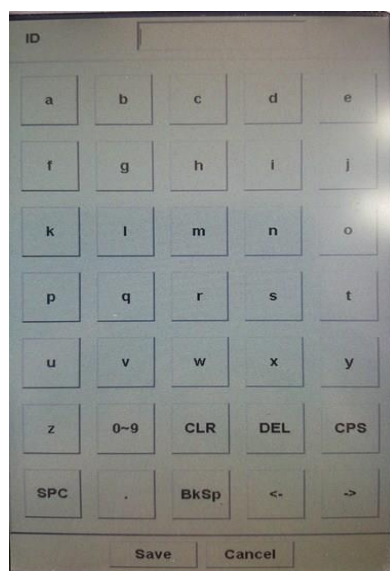 ID
a b c d e
f g h i j
k l m n o
p q r s t
u v w x y
z 0~9 CLR DEL CPS
SPC . BkSp <- ->
Save Cancel